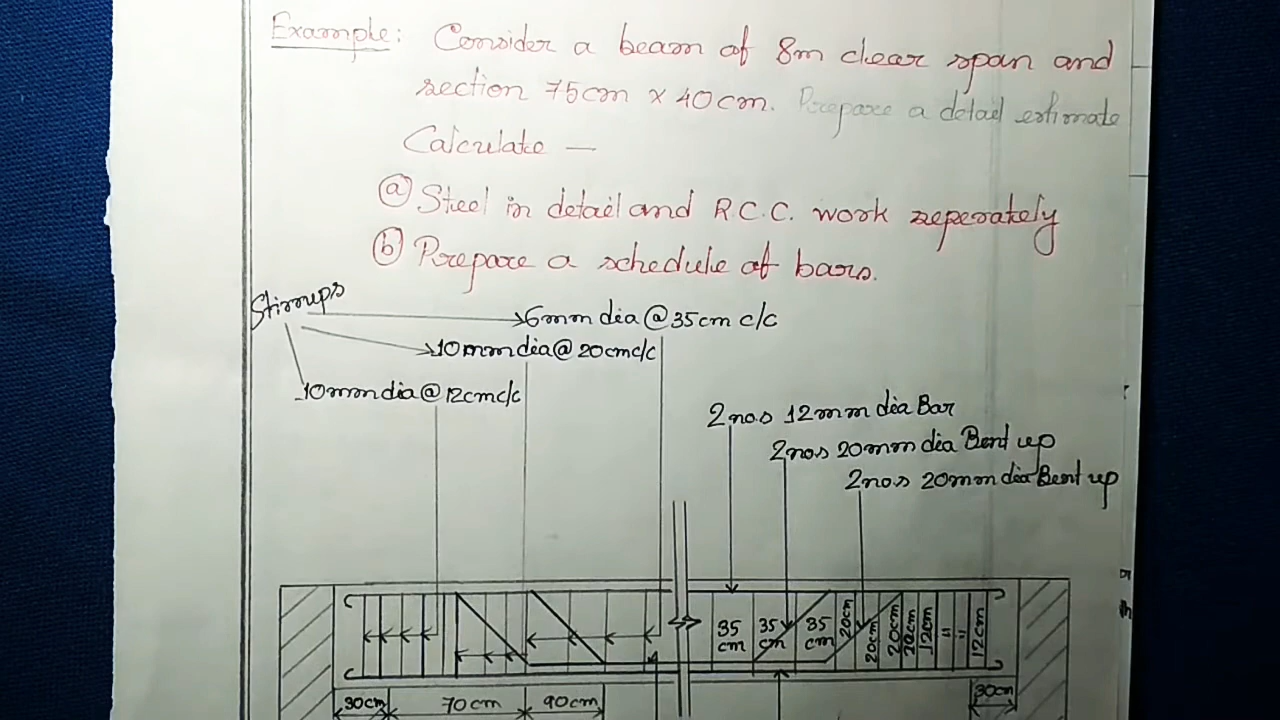 Example: Consider a beam of 8m clear span and
section 75cm × 40cm. Prepare a detail estimate
Calculate —
(a) Steel in detail and R.C.C. work seperately
(b) Prepare a schedule of bars.
Stirrups
6mm dia @ 35cm c/c
10mm dia @ 20cm c/c
10mm dia @ 12cm c/c
2nos 12mm dia Bar
2nos 20mm dia Bent up
2nos 20mm dia Bent up
35 cm 35 cm 35 cm 20cm 20cm 20cm 20cm 12cm " " 12cm
30cm 70cm 90cm 30cm